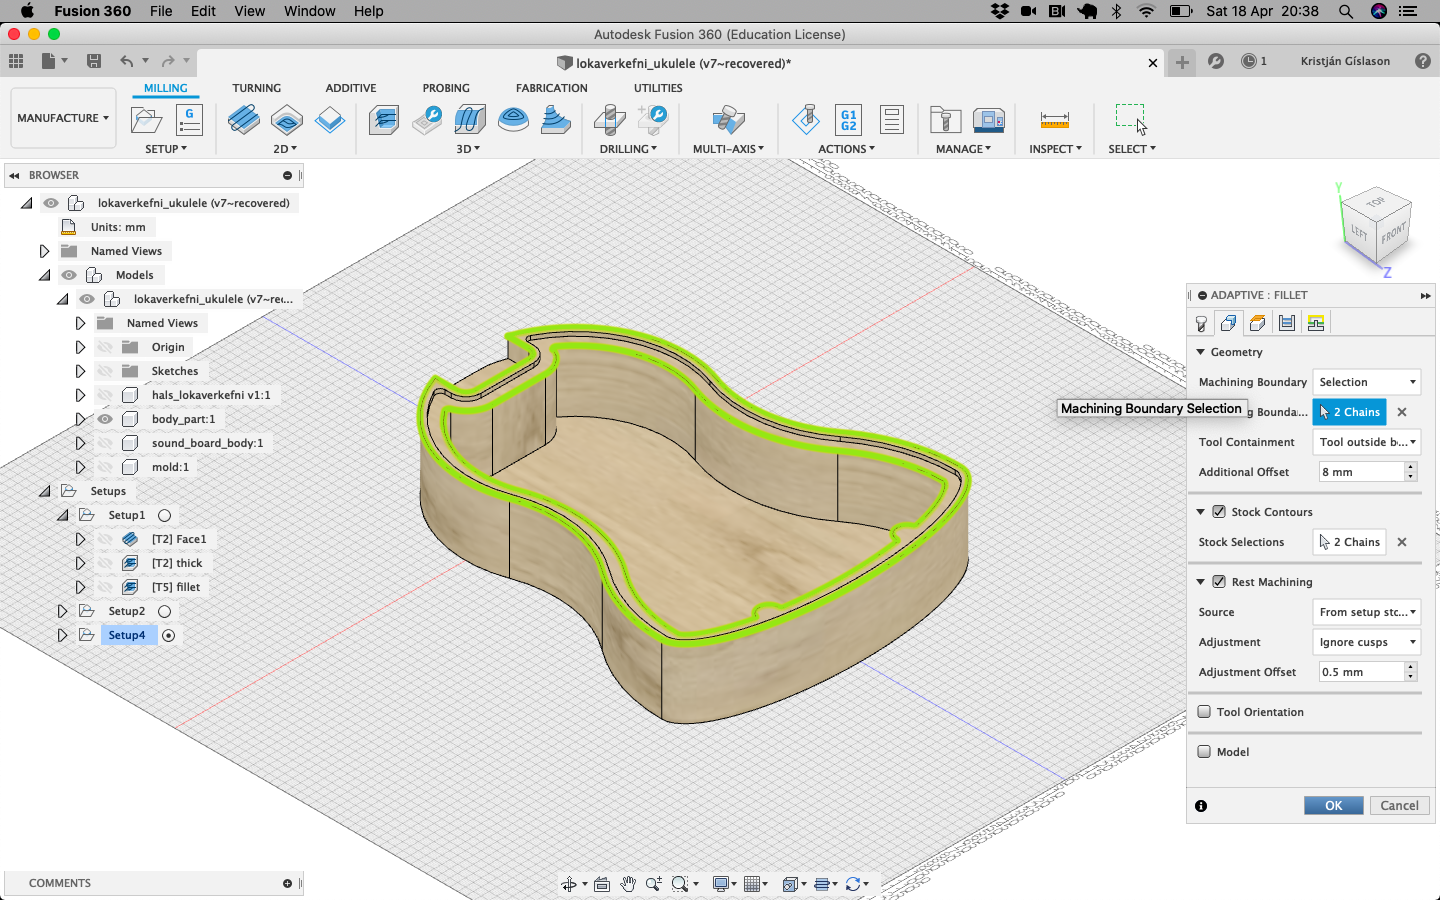 Fusion 360 File Edit View Window Help Sat 18 Apr 20:38
Autodesk Fusion 360 (Education License)
lokaverkefni_ukulele (v7~recovered)* 1 Kristján Gíslason
MILLING TURNING ADDITIVE PROBING FABRICATION UTILITIES
MANUFACTURE
G
G1
G2
SETUP 2D 3D DRILLING MULTI-AXIS ACTIONS MANAGE INSPECT SELECT
BROWSER
lokaverkefni_ukulele (v7~recovered)
Units: mm
Named Views
Models
lokaverkefni_ukulele (v7~rec...
Named Views
Origin
Sketches
hals_lokaverkefni v1:1
body_part:1
sound_board_body:1
mold:1
Setups
Setup1
[T2] Face1
[T2] thick
[T5] fillet
Setup2
Setup4
COMMENTS
Y
TOP
LEFT FRONT
Z
ADAPTIVE : FILLET
Geometry
Machining Boundary Selection
Machining Boundary Selection
2 Chains
Tool Containment Tool outside b...
Additional Offset 8 mm
Stock Contours
Stock Selections 2 Chains
Rest Machining
Source From setup stc...
Adjustment Ignore cusps
Adjustment Offset 0.5 mm
Tool Orientation
Model
OK Cancel